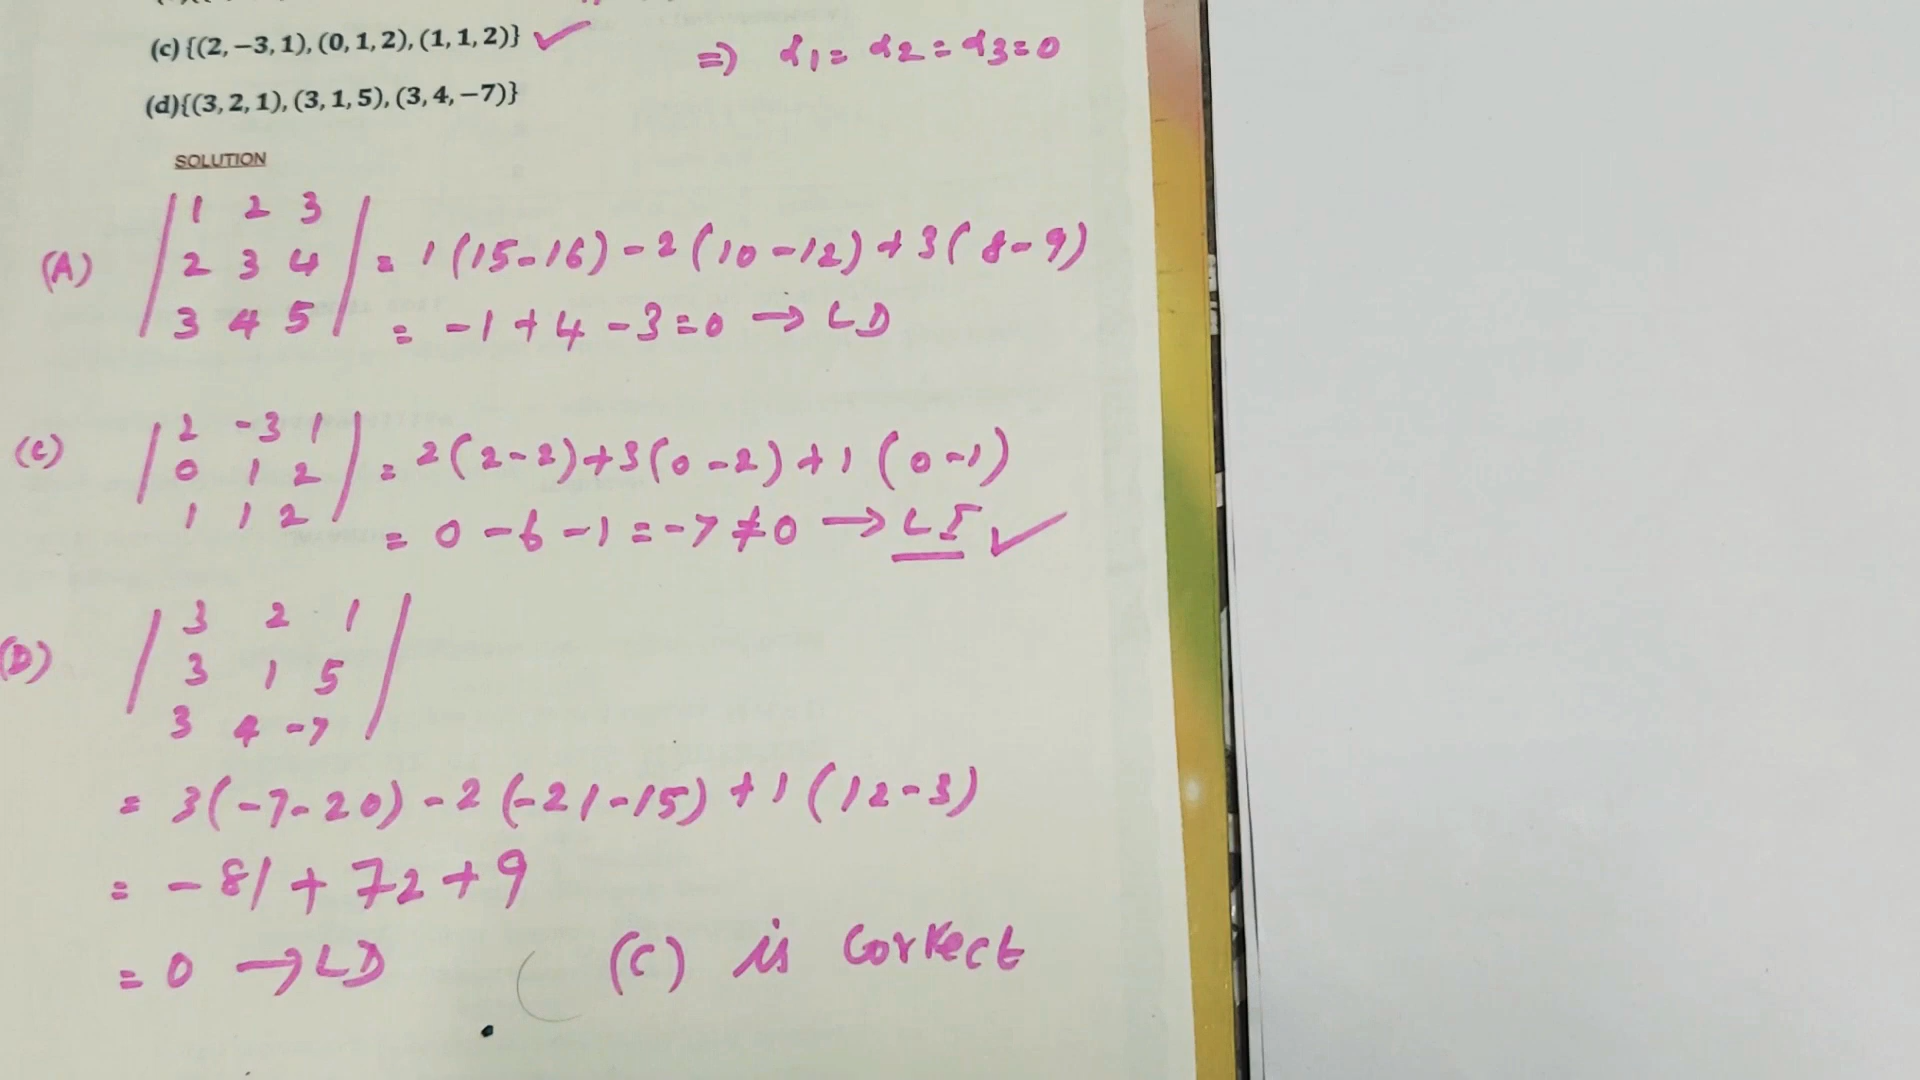 (c) {(2, −3, 1), (0, 1, 2), (1, 1, 2)} ✓
⇒ α1 = α2 = α3 = 0
(d){(3, 2, 1), (3, 1, 5), (3, 4, −7)}
SOLUTION
(A) | 1 2 3 |
| 2 3 4 | = 1(15-16) - 2(10-12) + 3(8-9)
| 3 4 5 | = -1 + 4 - 3 = 0 → LD
(C) | 2 -3 1 |
| 0 1 2 | = 2(2-2) + 3(0-2) + 1(0-1)
| 1 1 2 |
= 0 - 6 - 1 = -7 ≠ 0 → LI ✓
(D) | 3 2 1 |
| 3 1 5 |
| 3 4 -7 |
= 3(-7-20) - 2(-21-15) + 1(12-3)
= -81 + 72 + 9
= 0 → LD
(C) is correct